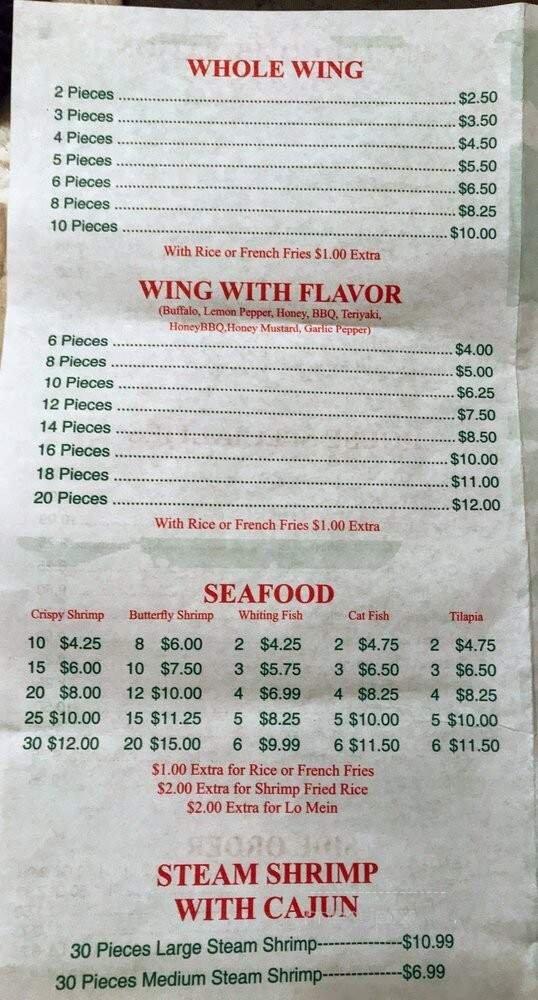 WHOLE WING
2 Pieces ........................................................................ $2.50
3 Pieces ........................................................................ $3.50
4 Pieces ........................................................................ $4.50
5 Pieces ........................................................................ $5.50
6 Pieces ........................................................................ $6.50
8 Pieces ........................................................................ $8.25
10 Pieces ...................................................................... $10.00
With Rice or French Fries $1.00 Extra
WING WITH FLAVOR
(Buffalo, Lemon Pepper, Honey, BBQ, Teriyaki,
HoneyBBQ,Honey Mustard, Garlic Pepper)
6 Pieces ........................................................................ $4.00
8 Pieces ........................................................................ $5.00
10 Pieces ...................................................................... $6.25
12 Pieces ...................................................................... $7.50
14 Pieces ...................................................................... $8.50
16 Pieces ...................................................................... $10.00
18 Pieces ...................................................................... $11.00
20 Pieces ...................................................................... $12.00
With Rice or French Fries $1.00 Extra
SEAFOOD
Crispy Shrimp Butterfly Shrimp Whiting Fish Cat Fish Tilapia
10 $4.25 8 $6.00 2 $4.25 2 $4.75 2 $4.75
15 $6.00 10 $7.50 3 $5.75 3 $6.50 3 $6.50
20 $8.00 12 $10.00 4 $6.99 4 $8.25 4 $8.25
25 $10.00 15 $11.25 5 $8.25 5 $10.00 5 $10.00
30 $12.00 20 $15.00 6 $9.99 6 $11.50 6 $11.50
$1.00 Extra for Rice or French Fries
$2.00 Extra for Shrimp Fried Rice
$2.00 Extra for Lo Mein
STEAM SHRIMP
WITH CAJUN
30 Pieces Large Steam Shrimp----------------$10.99
30 Pieces Medium Steam Shrimp---------------$6.99